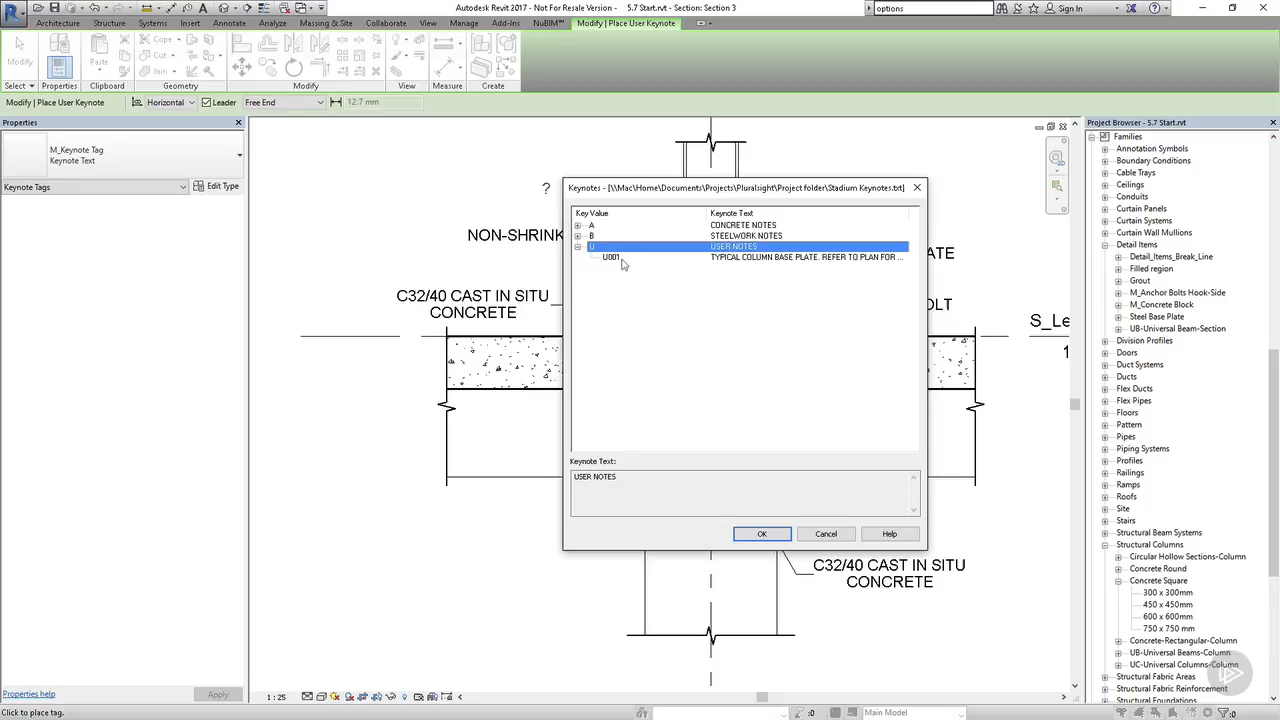 Autodesk Revit 2017 - Not For Resale Version - 5.7 Start.rvt - Section: Section 3
options
Sign In
Architecture Structure Systems Insert Annotate Analyze Massing & Site Collaborate View Manage Add-Ins NuBIM™ Modify | Place User Keynote
Modify
Paste
Cope
Cut
Join
Select Properties Clipboard Geometry Modify View Measure Create
Modify | Place User Keynote Horizontal Leader Free End 12.7 mm
Properties
M_Keynote Tag
Keynote Text
Keynote Tags Edit Type
Properties help
Apply
?
NON-SHRINK
C32/40 CAST IN SITU
CONCRETE
ATE
OLT
S_Le
1
C32/40 CAST IN SITU
CONCRETE
Keynotes - [\\Mac\Home\Documents\Projects\Pluralsight\Project folder\Stadium Keynotes.txt]
Key Value Keynote Text
A CONCRETE NOTES
B STEELWORK NOTES
U USER NOTES
U001 TYPICAL COLUMN BASE PLATE. REFER TO PLAN FOR ...
Keynote Text:
USER NOTES
OK Cancel Help
Project Browser - 5.7 Start.rvt
Families
Annotation Symbols
Boundary Conditions
Cable Trays
Ceilings
Conduits
Curtain Panels
Curtain Systems
Curtain Wall Mullions
Detail Items
Detail_Items_Break_Line
Filled region
Grout
M_Anchor Bolts Hook-Side
M_Concrete Block
Steel Base Plate
UB-Universal Beam-Section
Division Profiles
Doors
Duct Systems
Ducts
Flex Ducts
Flex Pipes
Floors
Pattern
Pipes
Piping Systems
Profiles
Railings
Ramps
Roofs
Site
Stairs
Structural Beam Systems
Structural Columns
Circular Hollow Sections-Column
Concrete Round
Concrete Square
300 x 300mm
450 x 450mm
600 x 600mm
750 x 750 mm
Concrete-Rectangular-Column
UB-Universal Beams-Column
UC-Universal Columns-Column
Structural Fabric Areas
Structural Fabric Reinforcement
Structural Foundations
1 : 25
Click to place tag.
:0
Main Model
:0